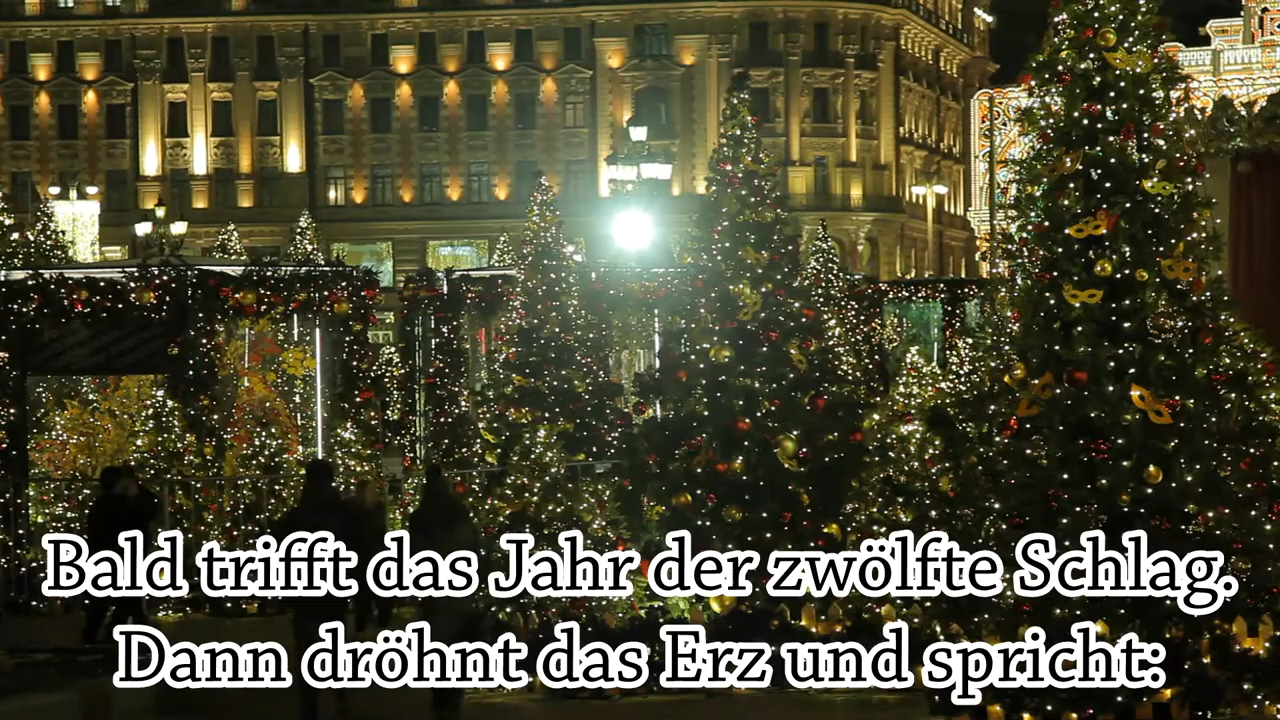 Bald trifft das Jahr der zwölfte Schlag.
Dann dröhnt das Erz und spricht: